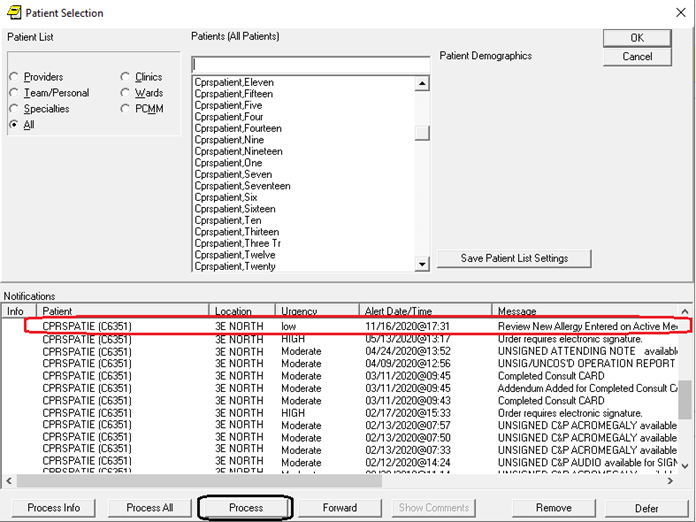 Patient Selection
Patient List
Patients (All Patients)
OK
Cancel
Patient Demographics
Providers
Clinics
Team/Personal
Wards
Specialties
PCMM
All
Cprspatient,Eleven
Cprspatient,Fifteen
Cprspatient,Five
Cprspatient,Four
Cprspatient,Fourteen
Cprspatient,Nine
Cprspatient,Nineteen
Cprspatient,One
Cprspatient,Seven
Cprspatient,Seventeen
Cprspatient,Six
Cprspatient,Sixteen
Cprspatient,Ten
Cprspatient,Thirteen
Cprspatient,Three Tr
Cprspatient,Twelve
Cprspatient,Twenty
Save Patient List Settings
Notifications
Info Patient Location Urgency Alert Date/Time Message
CPRSPATIE (C6351) 3E NORTH low 11/16/2020@17:31 Review New Allergy Entered on Active Me
CPRSPATIE (C6351) 3E NORTH HIGH 05/13/2020@13:17 Order requires electronic signature.
CPRSPATIE (C6351) 3E NORTH Moderate 04/24/2020@13:52 UNSIGNED ATTENDING NOTE available
CPRSPATIE (C6351) 3E NORTH Moderate 04/09/2020@12:56 UNSIG/UNCOS'D OPERATION REPORT
CPRSPATIE (C6351) 3E NORTH Moderate 03/11/2020@09:45 Completed Consult CARD
CPRSPATIE (C6351) 3E NORTH Moderate 03/11/2020@09:45 Addendum Added for Completed Consult C
CPRSPATIE (C6351) 3E NORTH Moderate 03/11/2020@09:43 Completed Consult CARD
CPRSPATIE (C6351) 3E NORTH HIGH 02/17/2020@15:33 Order requires electronic signature.
CPRSPATIE (C6351) 3E NORTH Moderate 02/13/2020@07:57 UNSIGNED C&P ACROMEGALY available
CPRSPATIE (C6351) 3E NORTH Moderate 02/13/2020@07:50 UNSIGNED C&P ACROMEGALY available
CPRSPATIE (C6351) 3E NORTH Moderate 02/13/2020@07:33 UNSIGNED C&P ACROMEGALY available
CPRSPATIE (C6351) 3E NORTH Moderate 02/12/2020@14:24 UNSIGNED C&P AUDIO available for SIGN
Process Info
Process All
Process
Forward
Show Comments
Remove
Defer